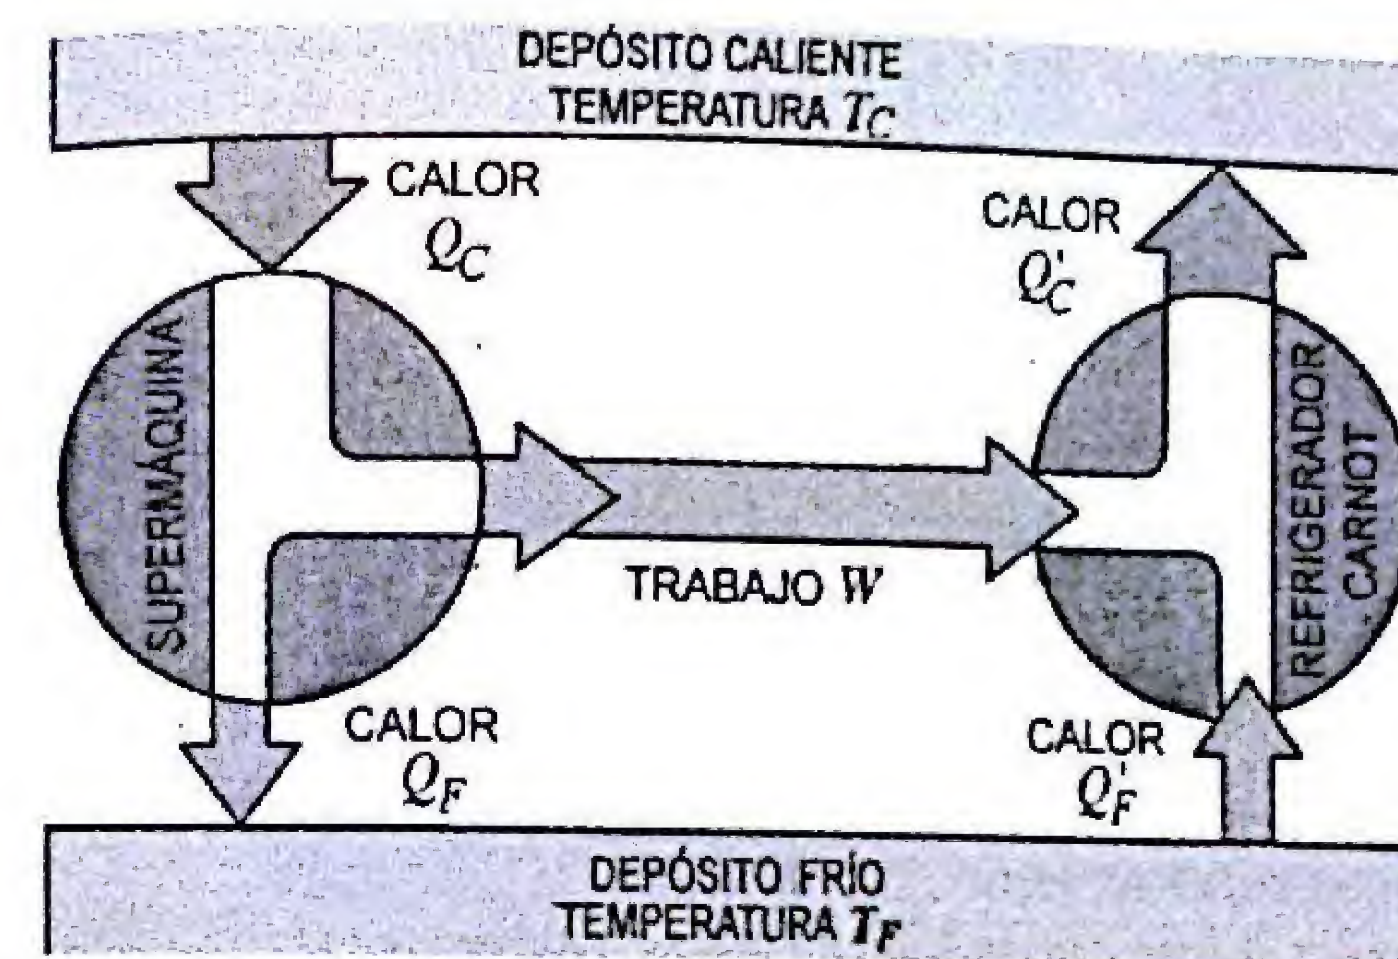 DEPÓSITO CALIENTE
TEMPERATURA T_C
CALOR
Q_C
CALOR
Q'_C
SUPERMÁQUINA
REFRIGERADOR
CARNOT
TRABAJO W
CALOR
Q_F
CALOR
Q'_F
DEPÓSITO FRÍO
TEMPERATURA T_F